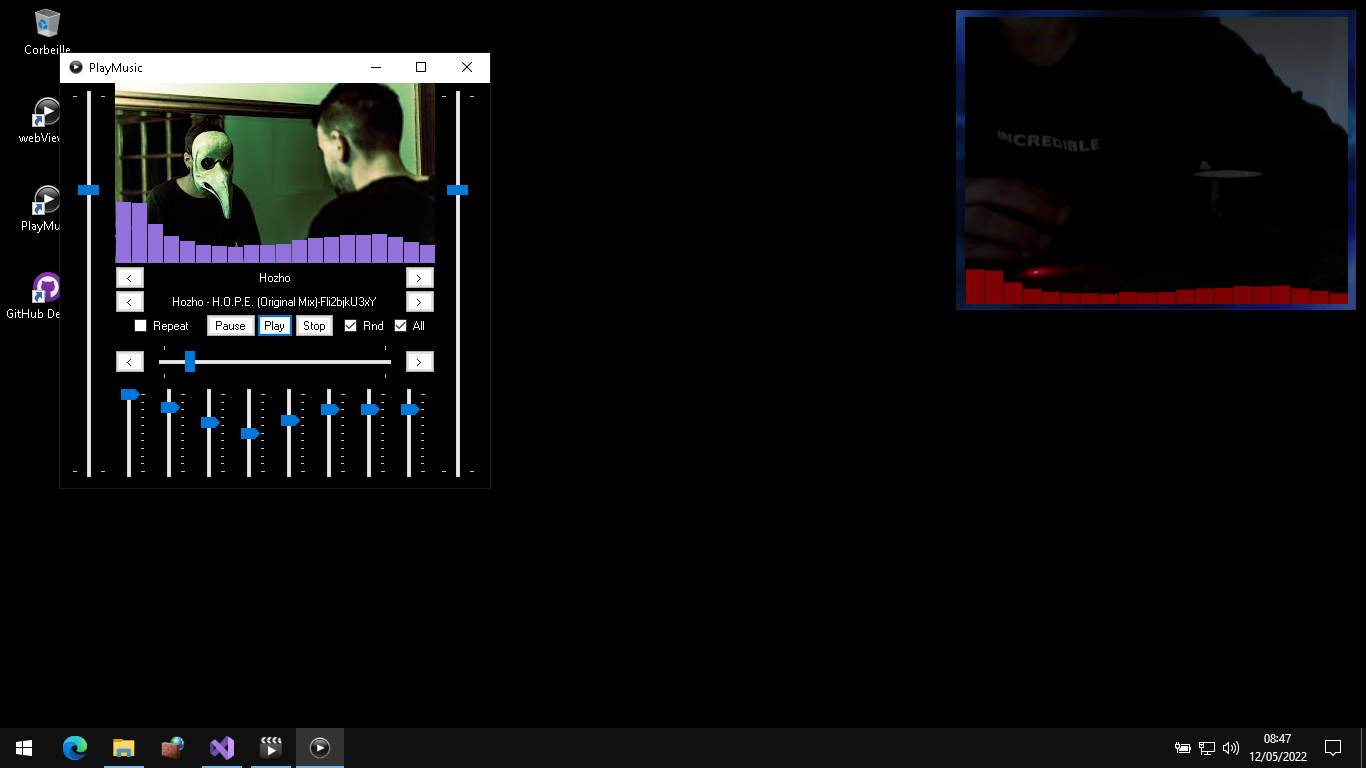 Corbeille
PlayMusic
webView
PlayMu
GitHub De
INCREDIBLE
<
Hozho
>
<
Hozho - H.O.P.E. (Original Mix)-Fli2bjkU3xY
>
Repeat
Pause
Play
Stop
Rnd
All
<
>
08:47
12/05/2022